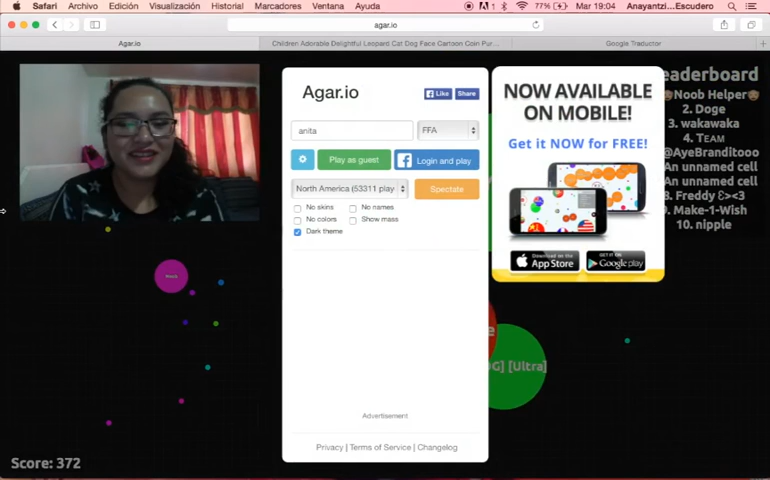 Safari Archivo Edición Visualización Historial Marcadores Ventana Ayuda 1 77% Mar 19:04 Anayantzi...Escudero
agar.io
Agar.io Children Adorable Delightful Leopard Cat Dog Face Cartoon Coin Pur... Google Traductor
Agar.io
Like Share
anita FFA
Play as guest Login and play
North America (53311 play Spectate
No skins No names
No colors Show mass
Dark theme
Advertisement
Privacy | Terms of Service | Changelog
NOW AVAILABLE
ON MOBILE!
Get it NOW for FREE!
Download on the App Store GET IT ON Google play
eaderboard
Noob Helper
2. Doge
3. wakawaka
4. TEAM
@AyeBranditooo
An unnamed cell
An unnamed cell
8. Freddy ᕃ><3
9. Make-1-Wish
10. nipple
G] [Ultra]
Score: 372